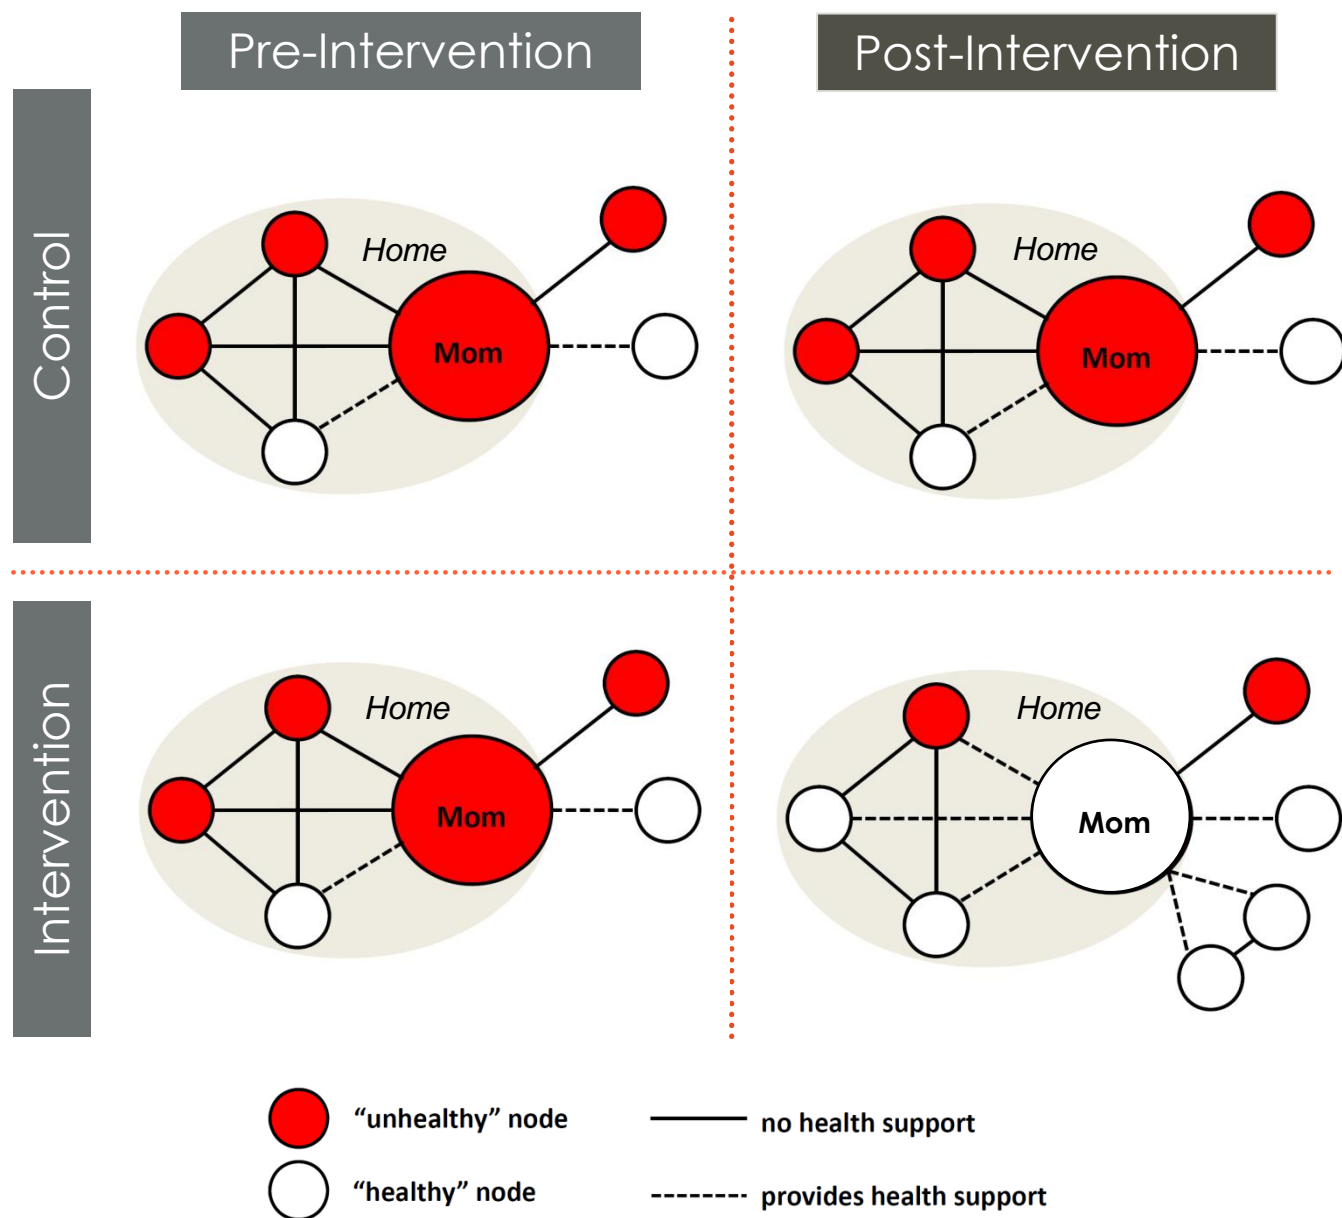 Pre-Intervention
Post-Intervention
Control
Home
Mom
Home
Mom
Intervention
Home
Mom
Home
Mom
“unhealthy” node
no health support
“healthy” node
provides health support